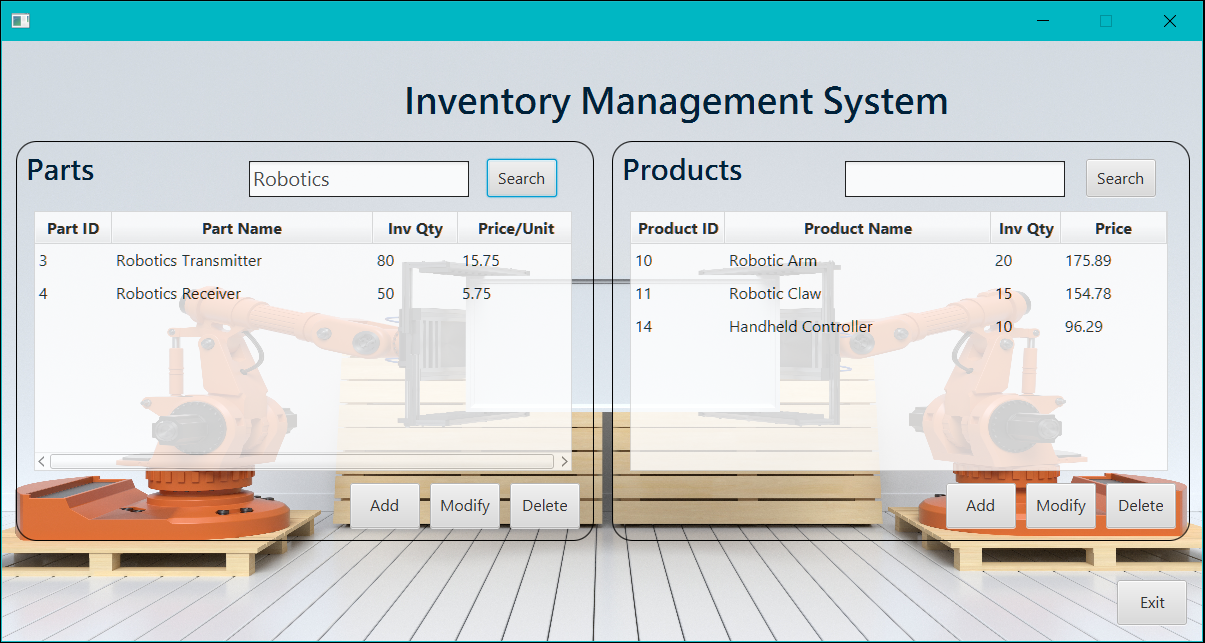 Inventory Management System
Parts
Robotics
Search
Part ID Part Name Inv Qty Price/Unit
3 Robotics Transmitter 80 15.75
4 Robotics Receiver 50 5.75
Add Modify Delete
Products
Search
Product ID Product Name Inv Qty Price
10 Robotic Arm 20 175.89
11 Robotic Claw 15 154.78
14 Handheld Controller 10 96.29
Add Modify Delete
Exit